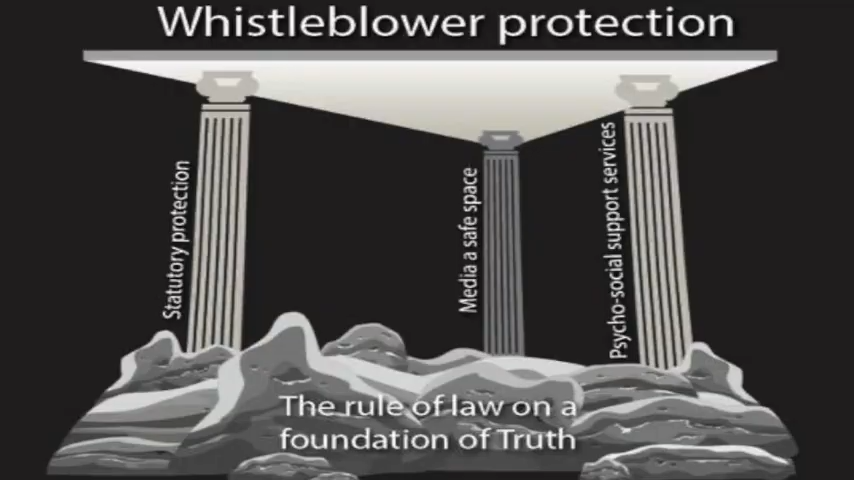 Whistleblower protection
Statutory protection
Media a safe space
Psycho-social support services
The rule of law on a
foundation of Truth